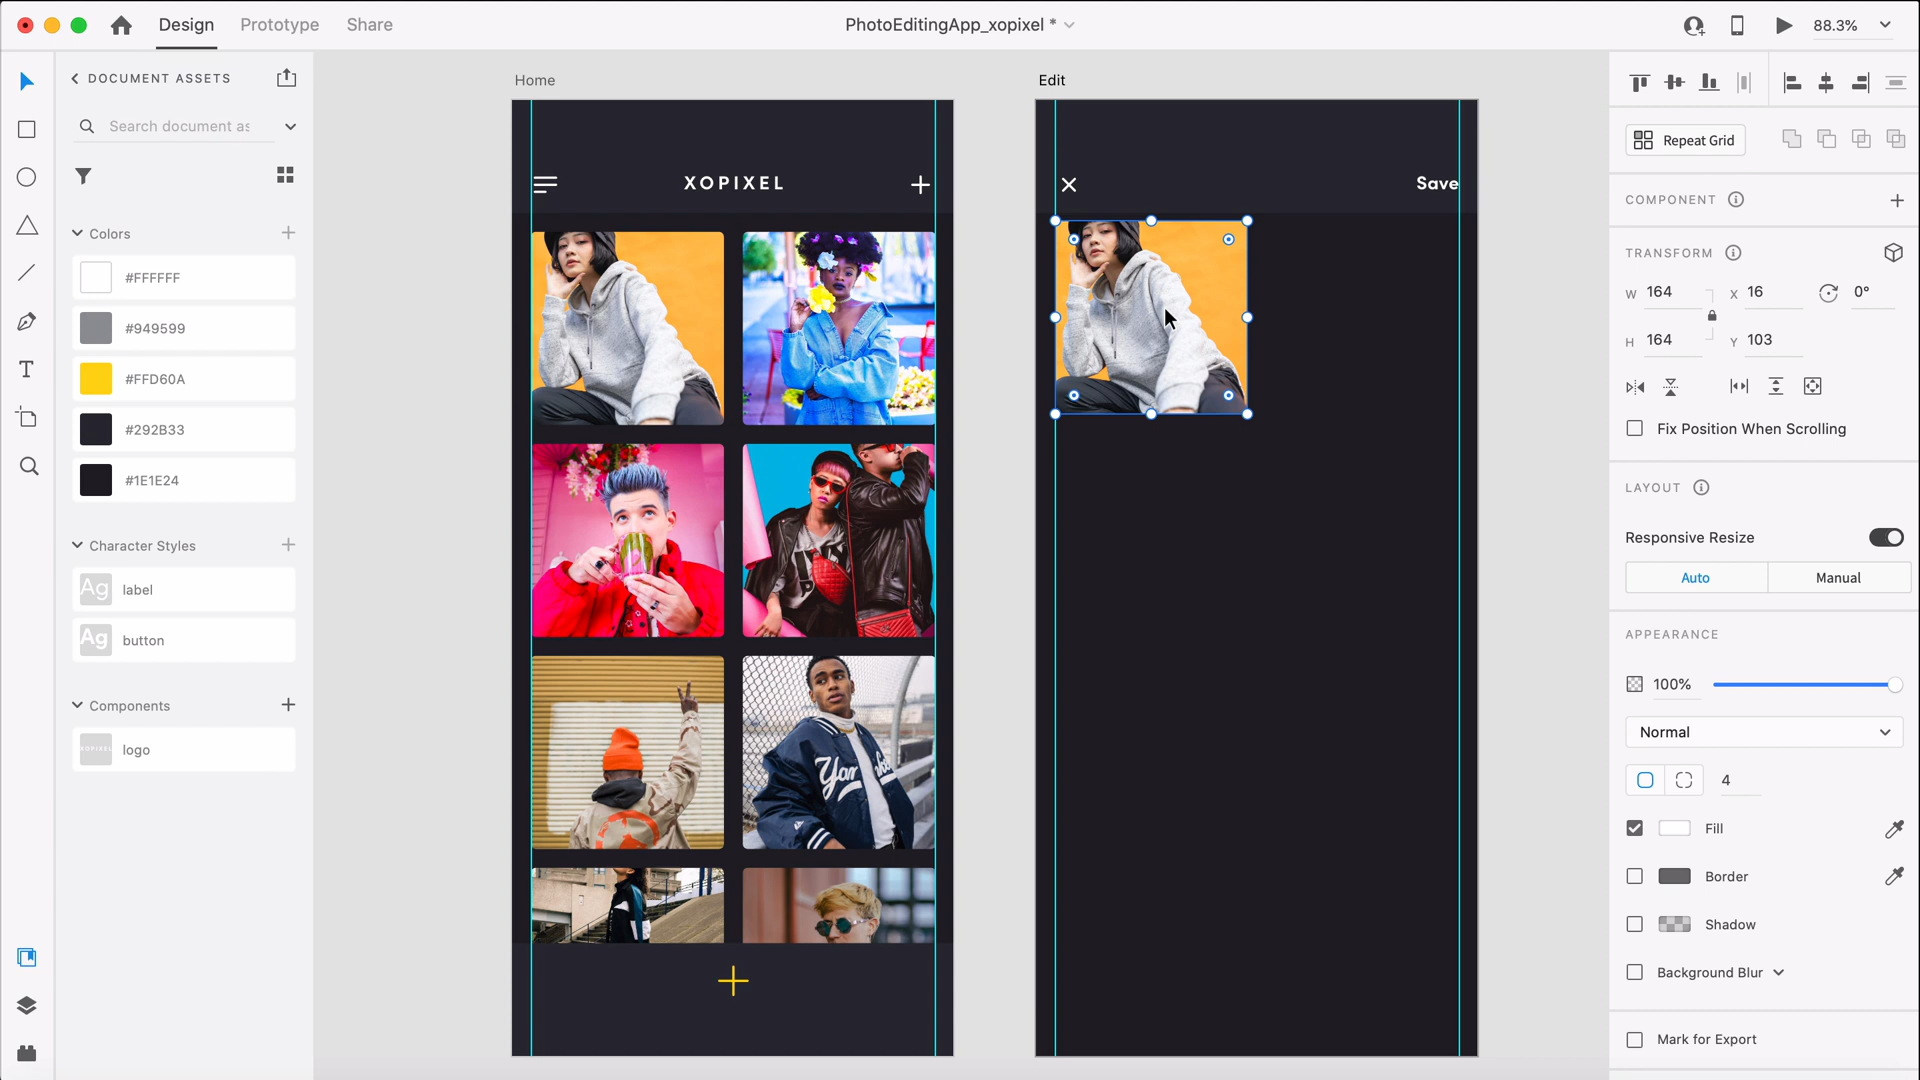 Design
Prototype
Share
PhotoEditingApp_xopixel *
88.3%
DOCUMENT ASSETS
Search document as
Colors
#FFFFFF
#949599
#FFD60A
#292B33
#1E1E24
Character Styles
Ag
label
Ag
button
Components
XOPIXEL
logo
Home
XOPIXEL
Edit
Save
Repeat Grid
COMPONENT
TRANSFORM
W 164
X 16
0°
H 164
Y 103
Fix Position When Scrolling
LAYOUT
Responsive Resize
Auto
Manual
APPEARANCE
100%
Normal
4
Fill
Border
Shadow
Background Blur
Mark for Export